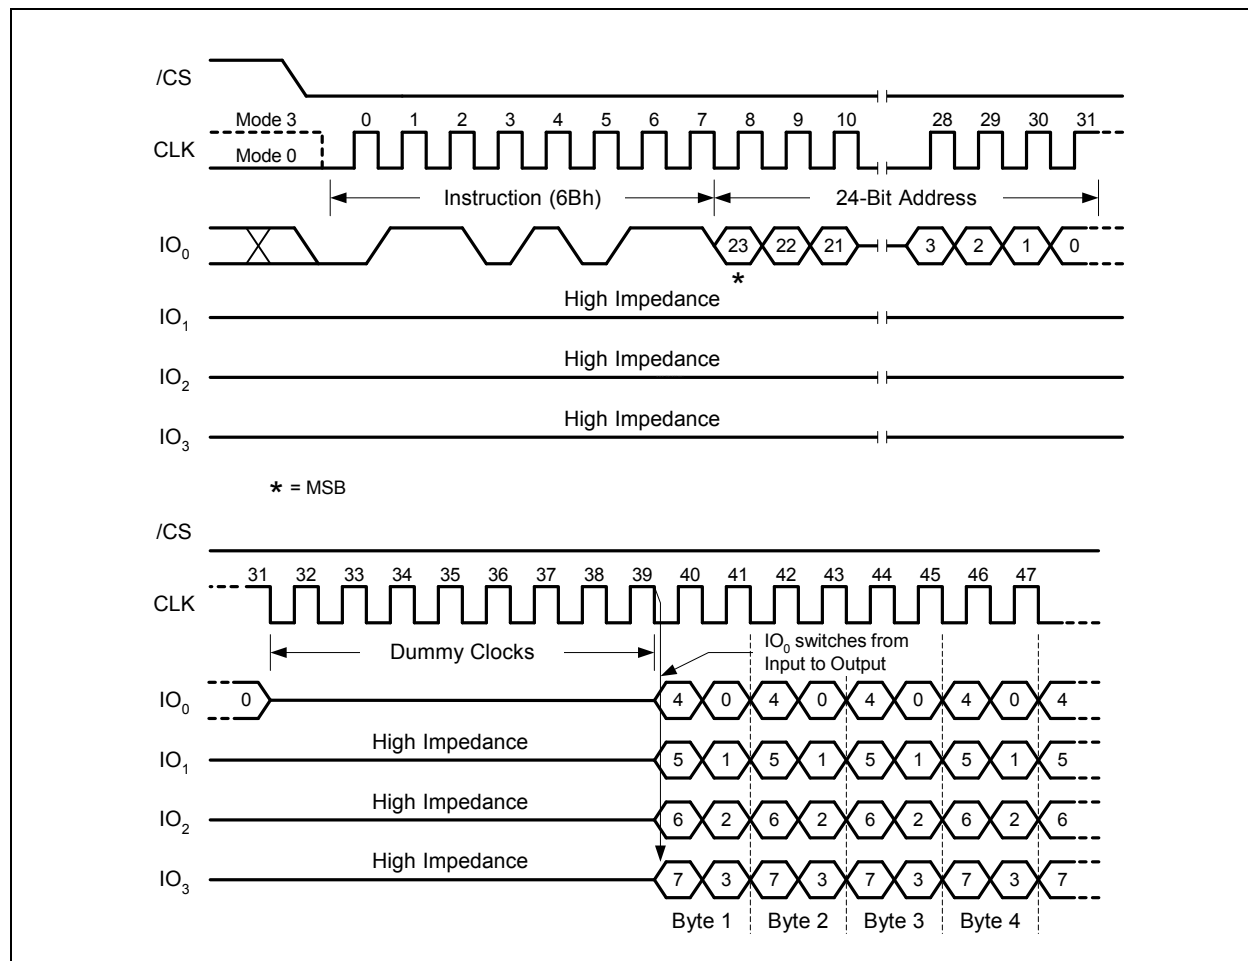 /CS
Mode 3 0 1 2 3 4 5 6 7 8 9 10 28 29 30 31
CLK Mode 0
Instruction (6Bh) 24-Bit Address
IO0 23 22 21 3 2 1 0
*
High Impedance
IO1
High Impedance
IO2
High Impedance
IO3
* = MSB
/CS
31 32 33 34 35 36 37 38 39 40 41 42 43 44 45 46 47
CLK
Dummy Clocks IO0 switches from
Input to Output
IO0 0 4 0 4 0 4 0 4 0 4
High Impedance
IO1 5 1 5 1 5 1 5 1 5
High Impedance
IO2 6 2 6 2 6 2 6 2 6
High Impedance
IO3 7 3 7 3 7 3 7 3 7
Byte 1 Byte 2 Byte 3 Byte 4